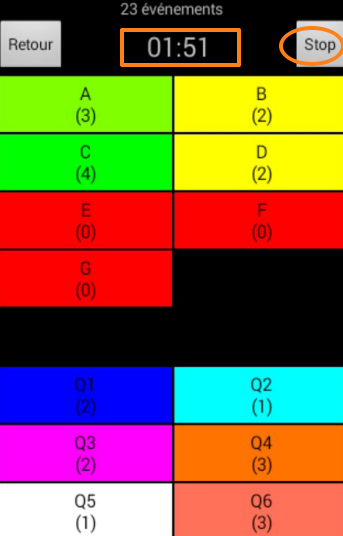 23 événements
Retour
01:51
Stop
A
(3)
B
(2)
C
(4)
D
(2)
E
(0)
F
(0)
G
(0)
Q1
(2)
Q2
(1)
Q3
(2)
Q4
(3)
Q5
(1)
Q6
(3)